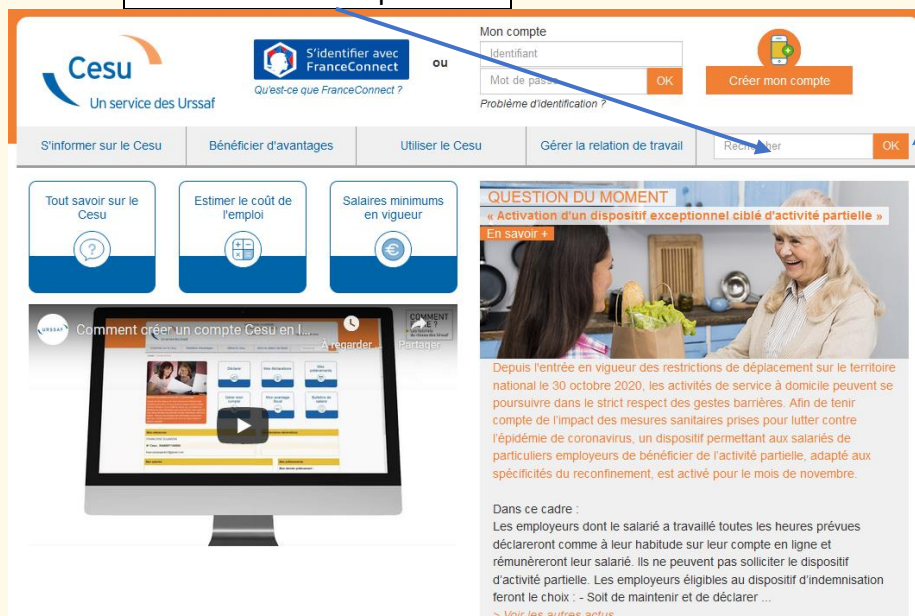 Mon compte
Cesu
Un service des Urssaf
S'identifier avec
FranceConnect
Qu'est-ce que FranceConnect ?
ou
Identifiant
Mot de passe
OK
Problème d'identification ?
Créer mon compte
S'informer sur le Cesu
Bénéficier d'avantages
Utiliser le Cesu
Gérer la relation de travail
Rechercher
OK
Tout savoir sur le
Cesu
Estimer le coût de
l'emploi
Salaires minimums
en vigueur
Comment créer un compte Cesu en l...
À regarder...
Partager
COMMENT
QUESTION DU MOMENT
« Activation d'un dispositif exceptionnel ciblé d'activité partielle »
En savoir +
Depuis l'entrée en vigueur des restrictions de déplacement sur le territoire
national le 30 octobre 2020, les activités de service à domicile peuvent se
poursuivre dans le strict respect des gestes barrières. Afin de tenir
compte de l'impact des mesures sanitaires prises pour lutter contre
l'épidémie de coronavirus, un dispositif permettant aux salariés de
particuliers employeurs de bénéficier de l'activité partielle, adapté aux
spécificités du reconfinement, est activé pour le mois de novembre.
Dans ce cadre :
Les employeurs dont le salarié a travaillé toutes les heures prévues
déclareront comme à leur habitude sur leur compte en ligne et
rémunèreront leur salarié. Ils ne peuvent pas solliciter le dispositif
d'activité partielle. Les employeurs éligibles au dispositif d'indemnisation
feront le choix : - Soit de maintenir et de déclarer ...
> Voir les autres actus